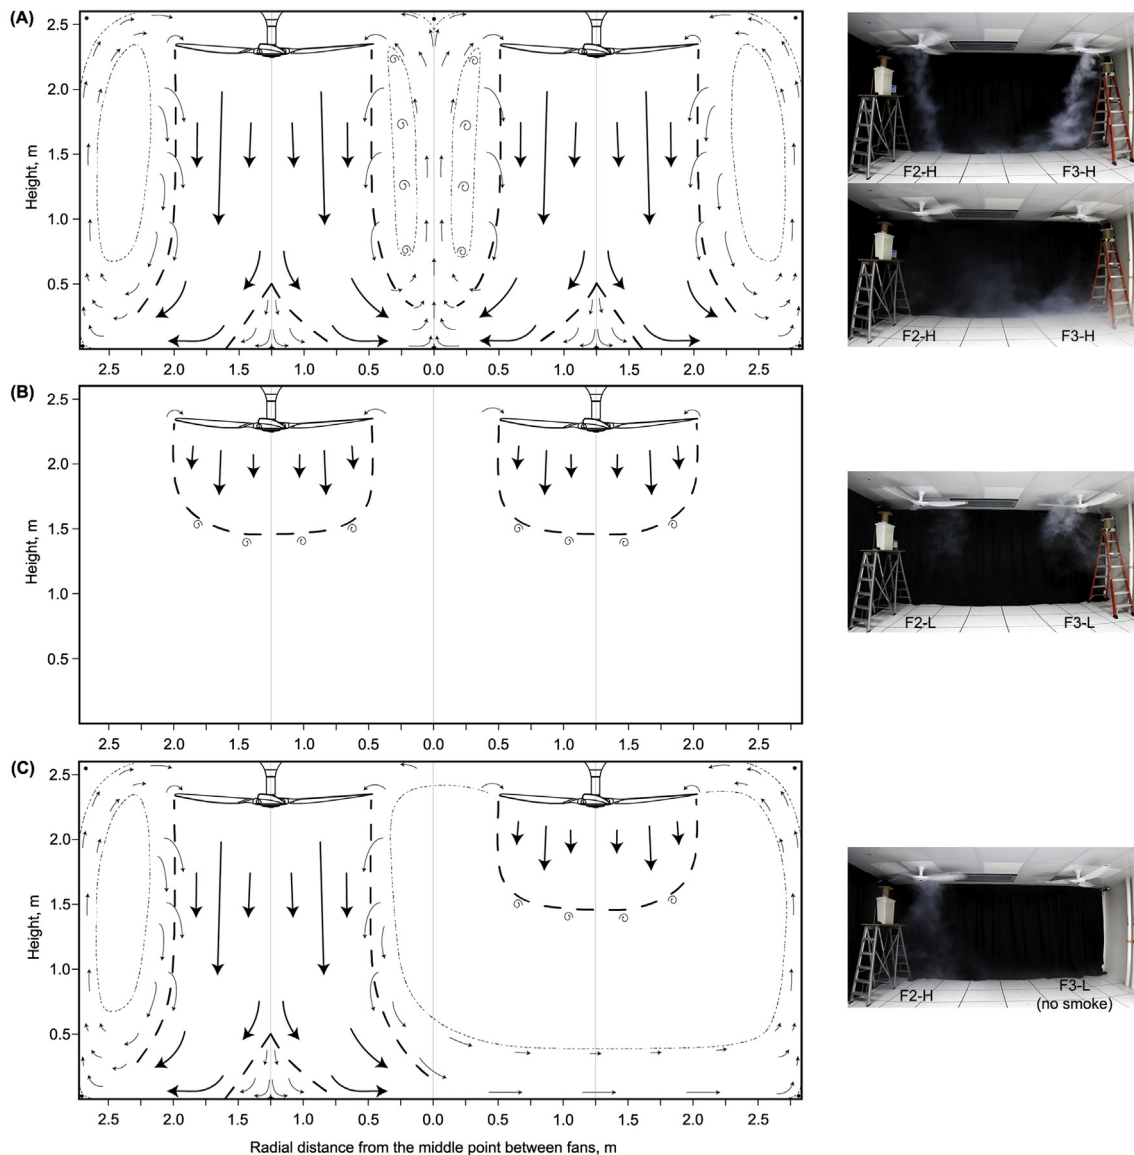 (A)
2.5
2.0
1.5
1.0
0.5
Height, m
2.5 2.0 1.5 1.0 0.5 0.0 0.5 1.0 1.5 2.0 2.5
F2-H F3-H
F2-H F3-H
(B)
2.5
2.0
1.5
1.0
0.5
Height, m
2.5 2.0 1.5 1.0 0.5 0.0 0.5 1.0 1.5 2.0 2.5
F2-L F3-L
(C)
2.5
2.0
1.5
1.0
0.5
Height, m
2.5 2.0 1.5 1.0 0.5 0.0 0.5 1.0 1.5 2.0 2.5
Radial distance from the middle point between fans, m
F2-H F3-L
(no smoke)